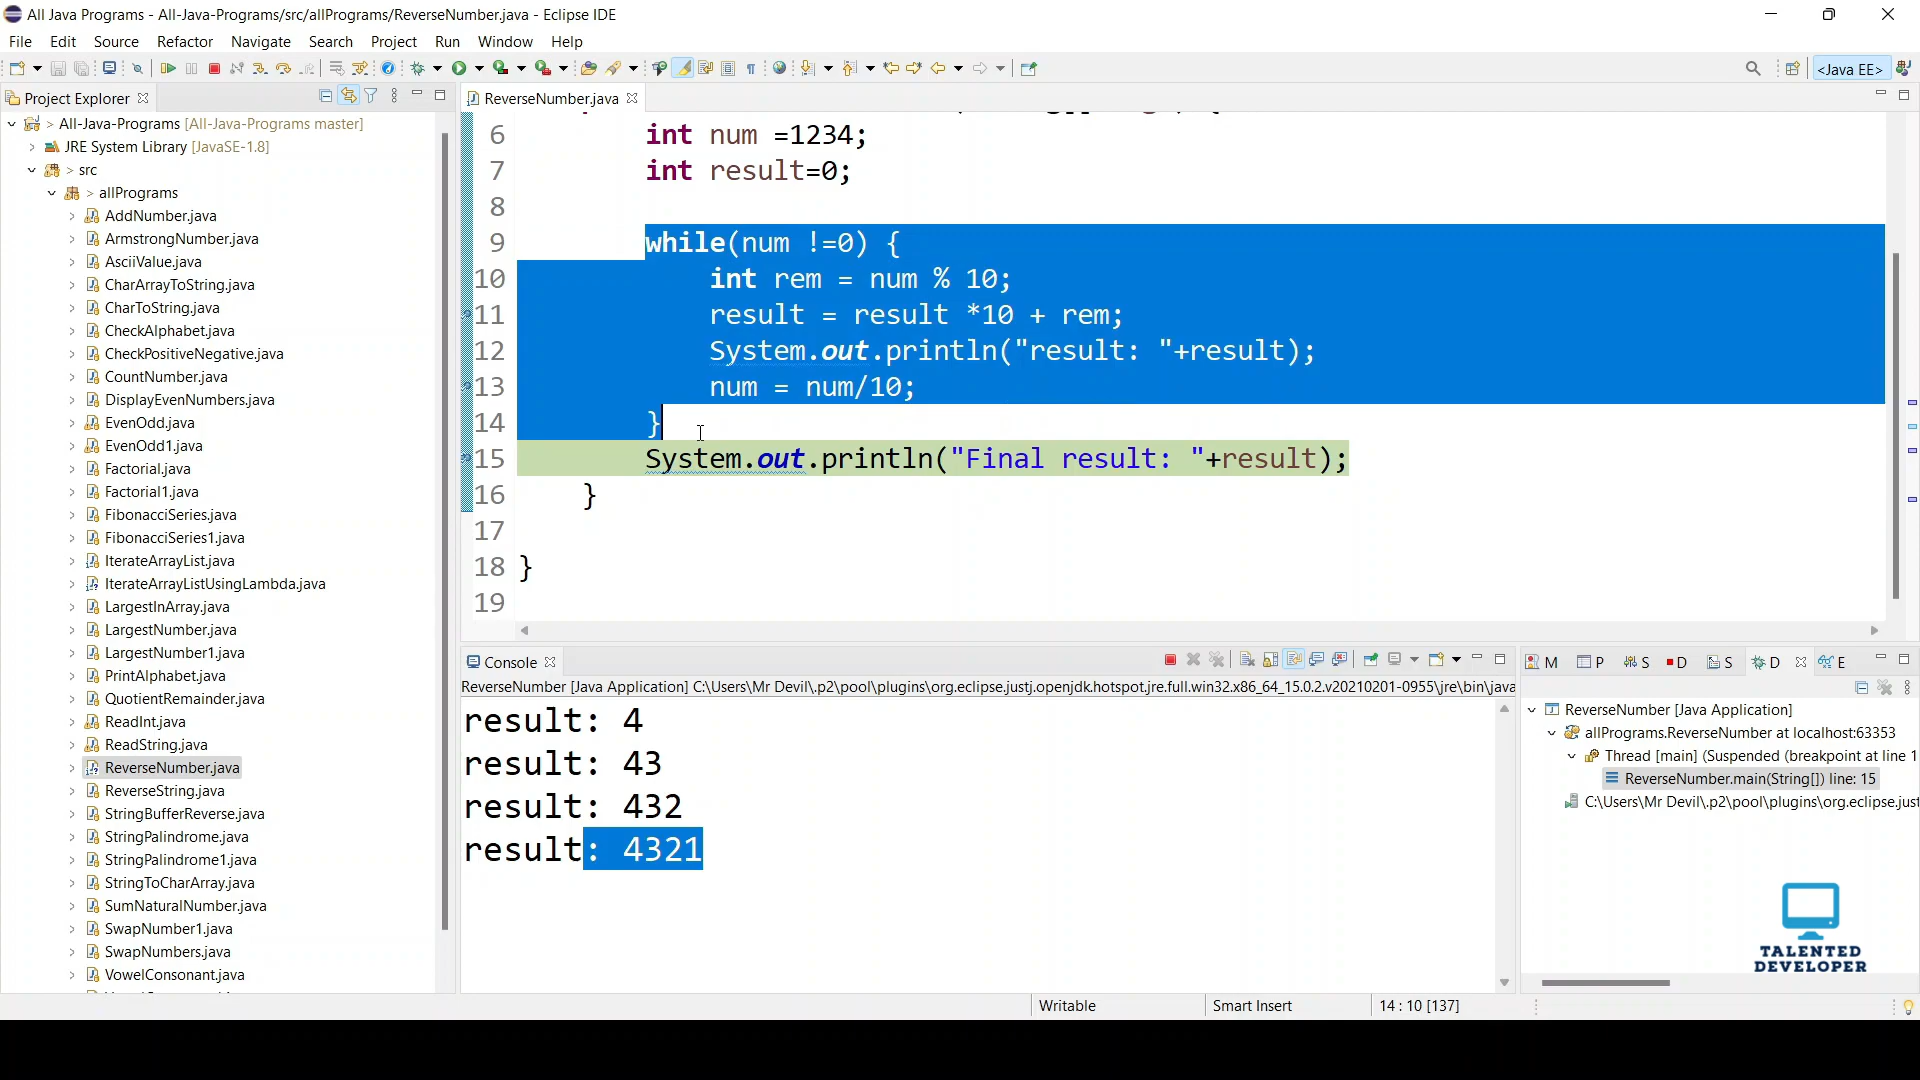 All Java Programs - All-Java-Programs/src/allPrograms/ReverseNumber.java - Eclipse IDE
File Edit Source Refactor Navigate Search Project Run Window Help
<Java EE>
Project Explorer
> All-Java-Programs [All-Java-Programs master]
JRE System Library [JavaSE-1.8]
> src
> allPrograms
AddNumber.java
ArmstrongNumber.java
AsciiValue.java
CharArrayToString.java
CharToString.java
CheckAlphabet.java
CheckPositiveNegative.java
CountNumber.java
DisplayEvenNumbers.java
EvenOdd.java
EvenOdd1.java
Factorial.java
Factorial1.java
FibonacciSeries.java
FibonacciSeries1.java
IterateArrayList.java
IterateArrayListUsingLambda.java
LargestInArray.java
LargestNumber.java
LargestNumber1.java
PrintAlphabet.java
QuotientRemainder.java
ReadInt.java
ReadString.java
ReverseNumber.java
ReverseString.java
StringBufferReverse.java
StringPalindrome.java
StringPalindrome1.java
StringToCharArray.java
SumNaturalNumber.java
SwapNumber1.java
SwapNumbers.java
VowelConsonant.java
ReverseNumber.java
6 int num =1234;
7 int result=0;
8
9 while(num !=0) {
10 int rem = num % 10;
11 result = result *10 + rem;
12 System.out.println("result: "+result);
13 num = num/10;
14 }
15 System.out.println("Final result: "+result);
16 }
17
18 }
19
Console
ReverseNumber [Java Application] C:\Users\Mr Devil\.p2\pool\plugins\org.eclipse.justj.openjdk.hotspot.jre.full.win32.x86_64_15.0.2.v20210201-0955\jre\bin\java
result: 4
result: 43
result: 432
result: 4321
M P S D S D E
ReverseNumber [Java Application]
allPrograms.ReverseNumber at localhost:63353
Thread [main] (Suspended (breakpoint at line 1
ReverseNumber.main(String[]) line: 15
C:\Users\Mr Devil\.p2\pool\plugins\org.eclipse.just
TALENTED
DEVELOPER
Writable Smart Insert 14 : 10 [137]